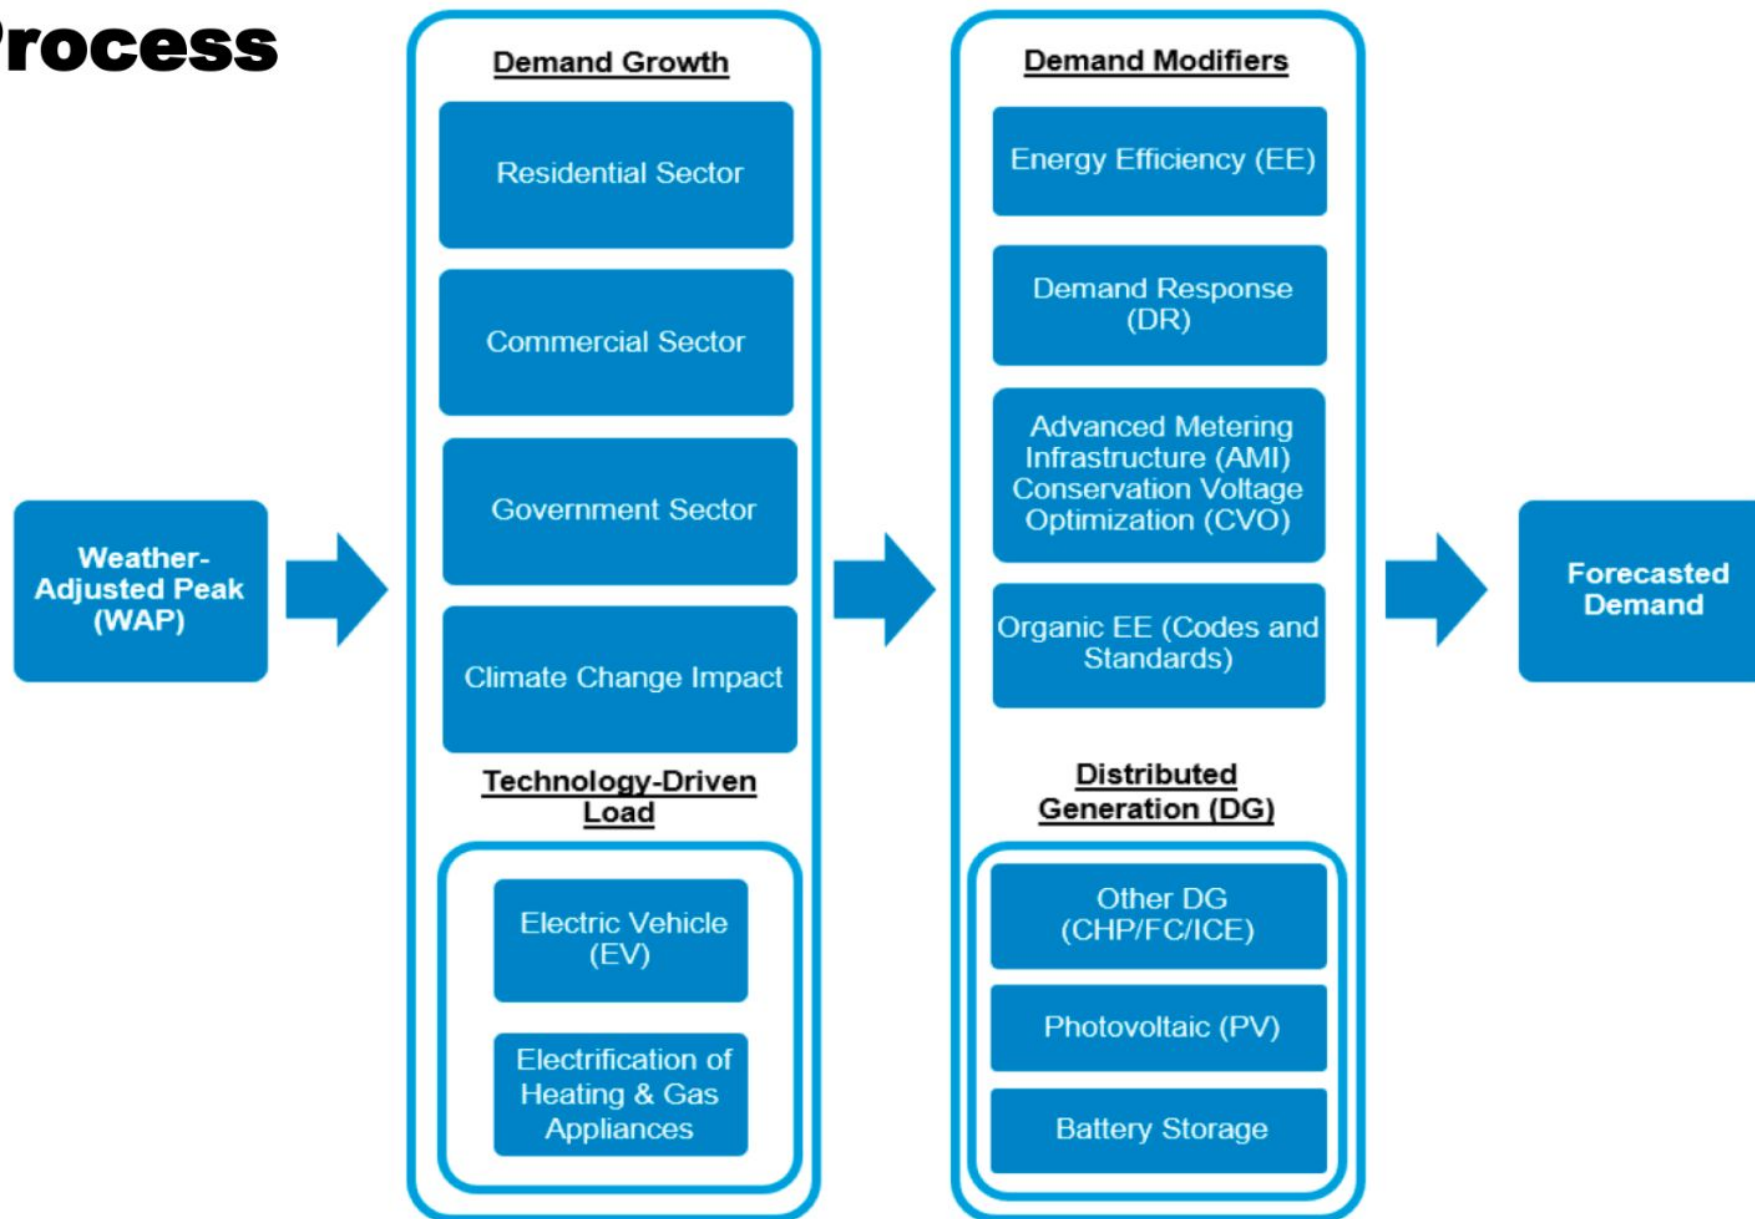 Process
Weather-
Adjusted Peak
(WAP)
Demand Growth
Residential Sector
Commercial Sector
Government Sector
Climate Change Impact
Technology-Driven
Load
Electric Vehicle
(EV)
Electrification of
Heating & Gas
Appliances
Demand Modifiers
Energy Efficiency (EE)
Demand Response
(DR)
Advanced Metering
Infrastructure (AMI)
Conservation Voltage
Optimization (CVO)
Organic EE (Codes and
Standards)
Distributed
Generation (DG)
Other DG
(CHP/FC/ICE)
Photovoltaic (PV)
Battery Storage
Forecasted
Demand